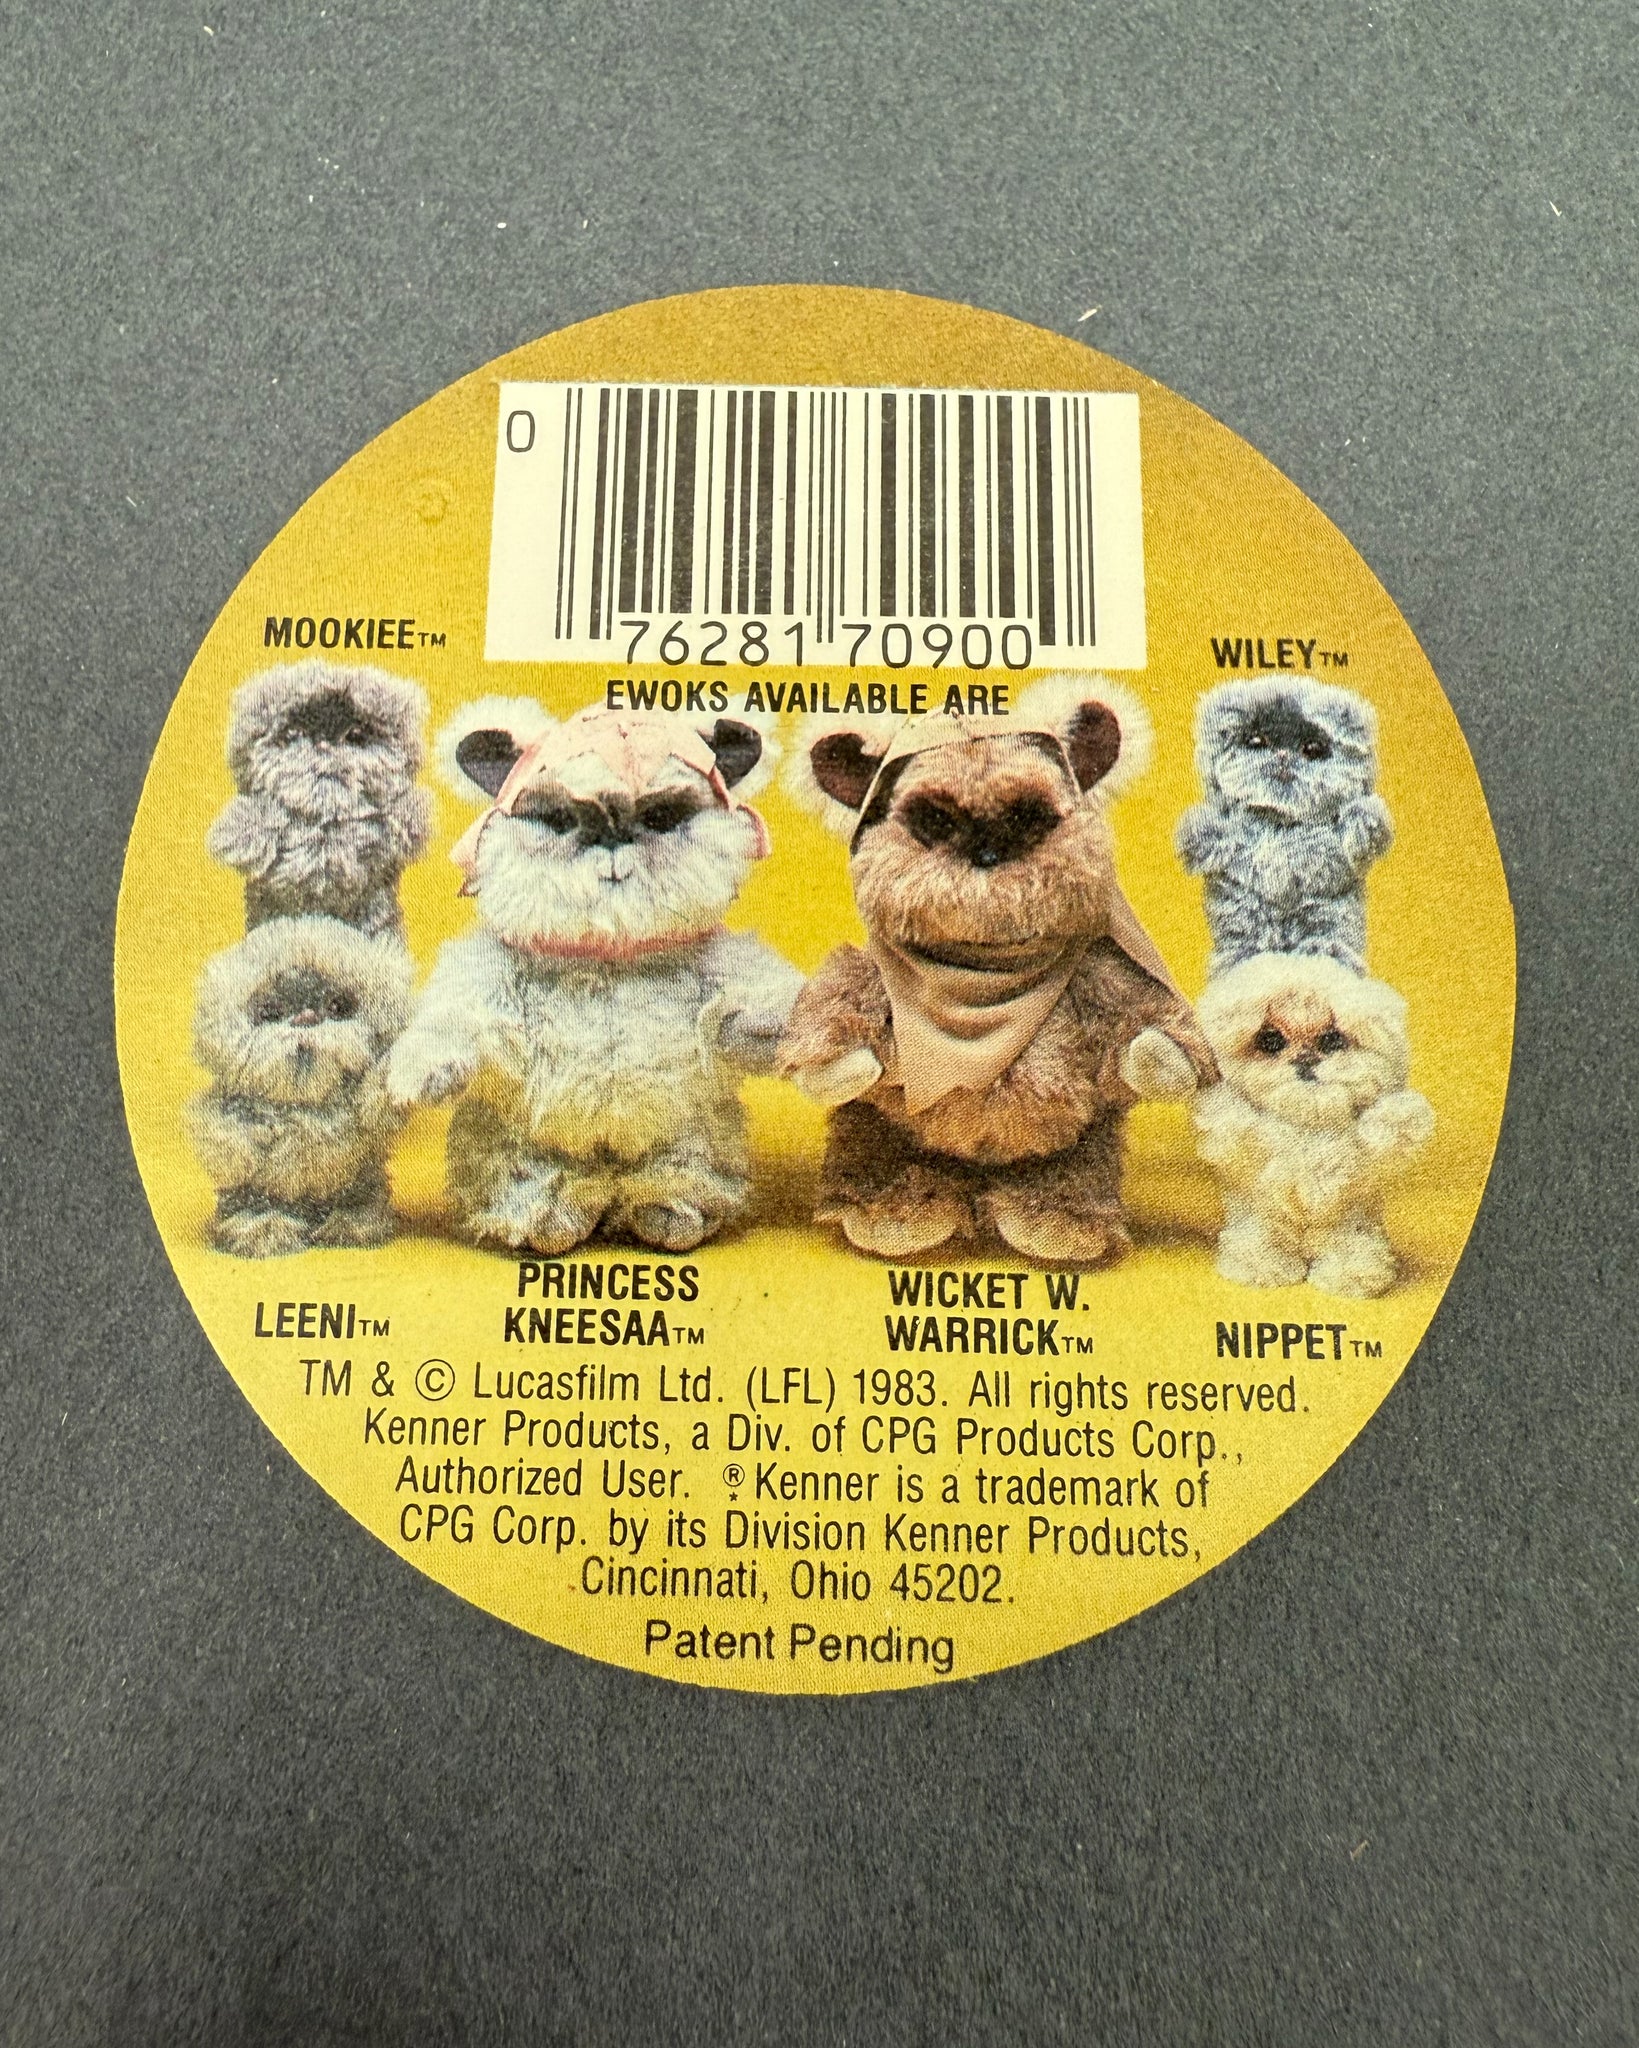 0
76281 70900
EWOKS AVAILABLE ARE
MOOKIEE™
WILEY™
LEENI™
PRINCESS
KNEESAA™
WICKET W.
WARRICK™
NIPPET™
TM & © Lucasfilm Ltd. (LFL) 1983. All rights reserved.
Kenner Products, a Div. of CPG Products Corp.,
Authorized User. ® Kenner is a trademark of
CPG Corp. by its Division Kenner Products,
Cincinnati, Ohio 45202.
Patent Pending